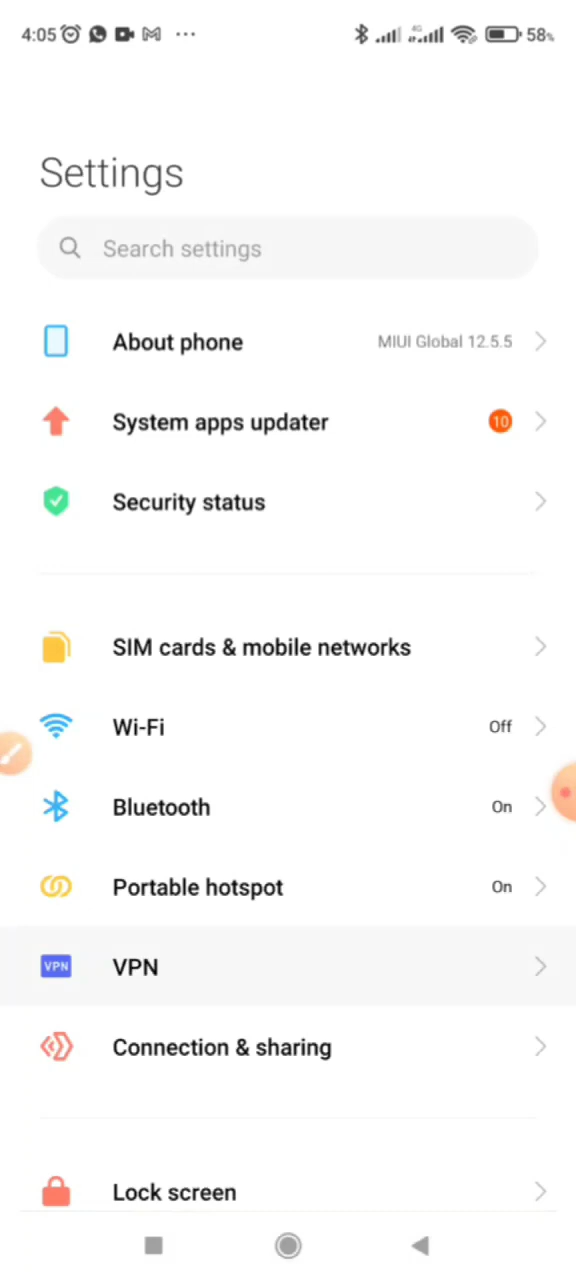 4:05 58%
4G
Settings
Search settings
About phone MIUI Global 12.5.5
System apps updater 10
Security status
SIM cards & mobile networks
Wi-Fi Off
Bluetooth On
Portable hotspot On
VPN VPN
Connection & sharing
Lock screen